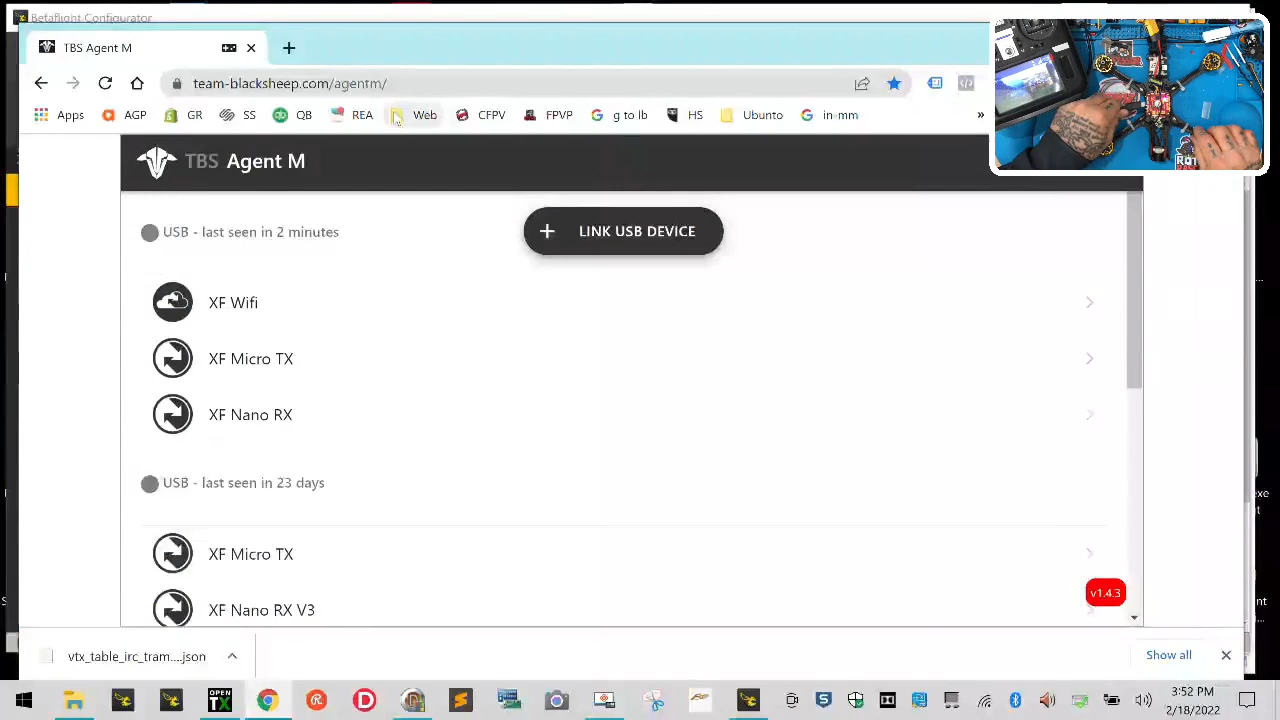 Betaflight Configurator
TBS Agent M
team-blacksheep.com/agentm/
Apps AGP GR SS QB REA CFPV FPVP g to lb HS Ubuntu in-mm »
TBS Agent M
USB - last seen in 2 minutes
+ LINK USB DEVICE
XF Wifi
XF Micro TX
XF Nano RX
USB - last seen in 23 days
XF Micro TX
XF Nano RX V3
v1.4.3
vtx_table_irc_tram....json
Show all
OPEN
TX
3:52 PM
2/18/2022